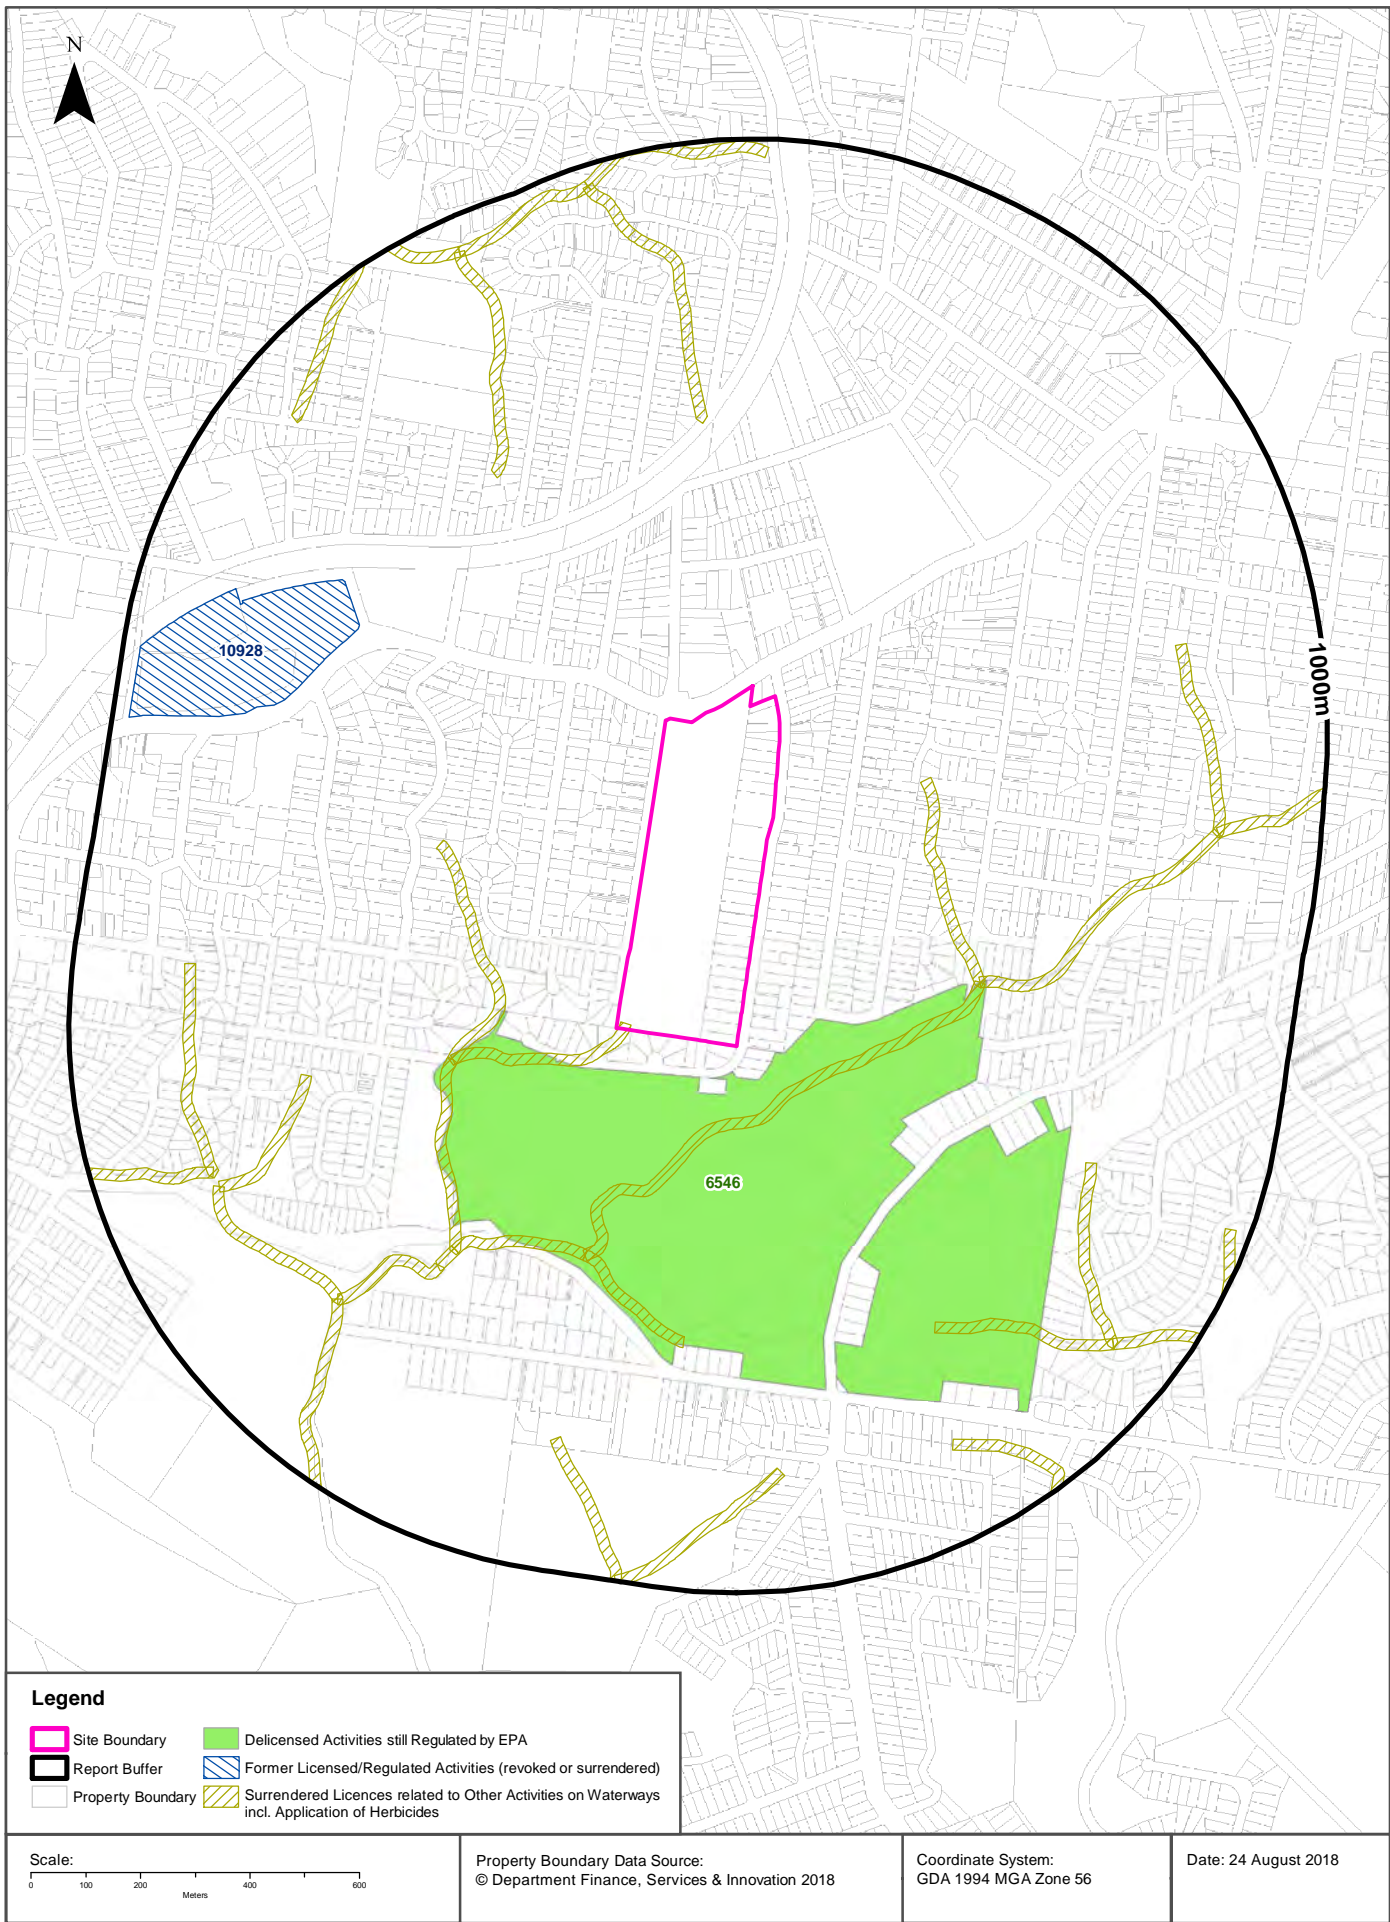 N
1000m
10928
6546
Legend
Site Boundary
Report Buffer
Property Boundary
Delicensed Activities still Regulated by EPA
Former Licensed/Regulated Activities (revoked or surrendered)
Surrendered Licences related to Other Activities on Waterways
incl. Application of Herbicides
Scale:
0 100 200 400 600
Meters
Property Boundary Data Source:
© Department Finance, Services & Innovation 2018
Coordinate System:
GDA 1994 MGA Zone 56
Date: 24 August 2018